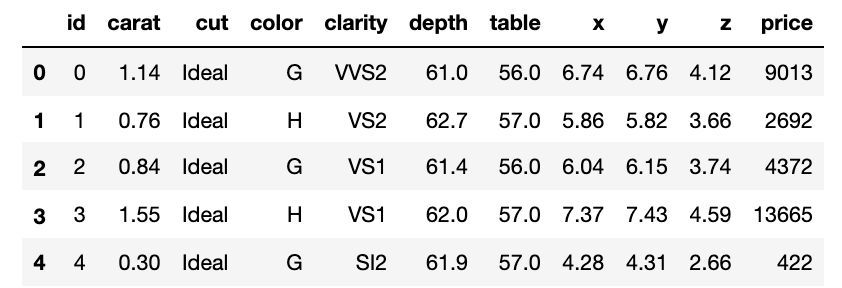 id carat cut color clarity depth table x y z price
0 0 1.14 Ideal G VVS2 61.0 56.0 6.74 6.76 4.12 9013
1 1 0.76 Ideal H VS2 62.7 57.0 5.86 5.82 3.66 2692
2 2 0.84 Ideal G VS1 61.4 56.0 6.04 6.15 3.74 4372
3 3 1.55 Ideal H VS1 62.0 57.0 7.37 7.43 4.59 13665
4 4 0.30 Ideal G SI2 61.9 57.0 4.28 4.31 2.66 422